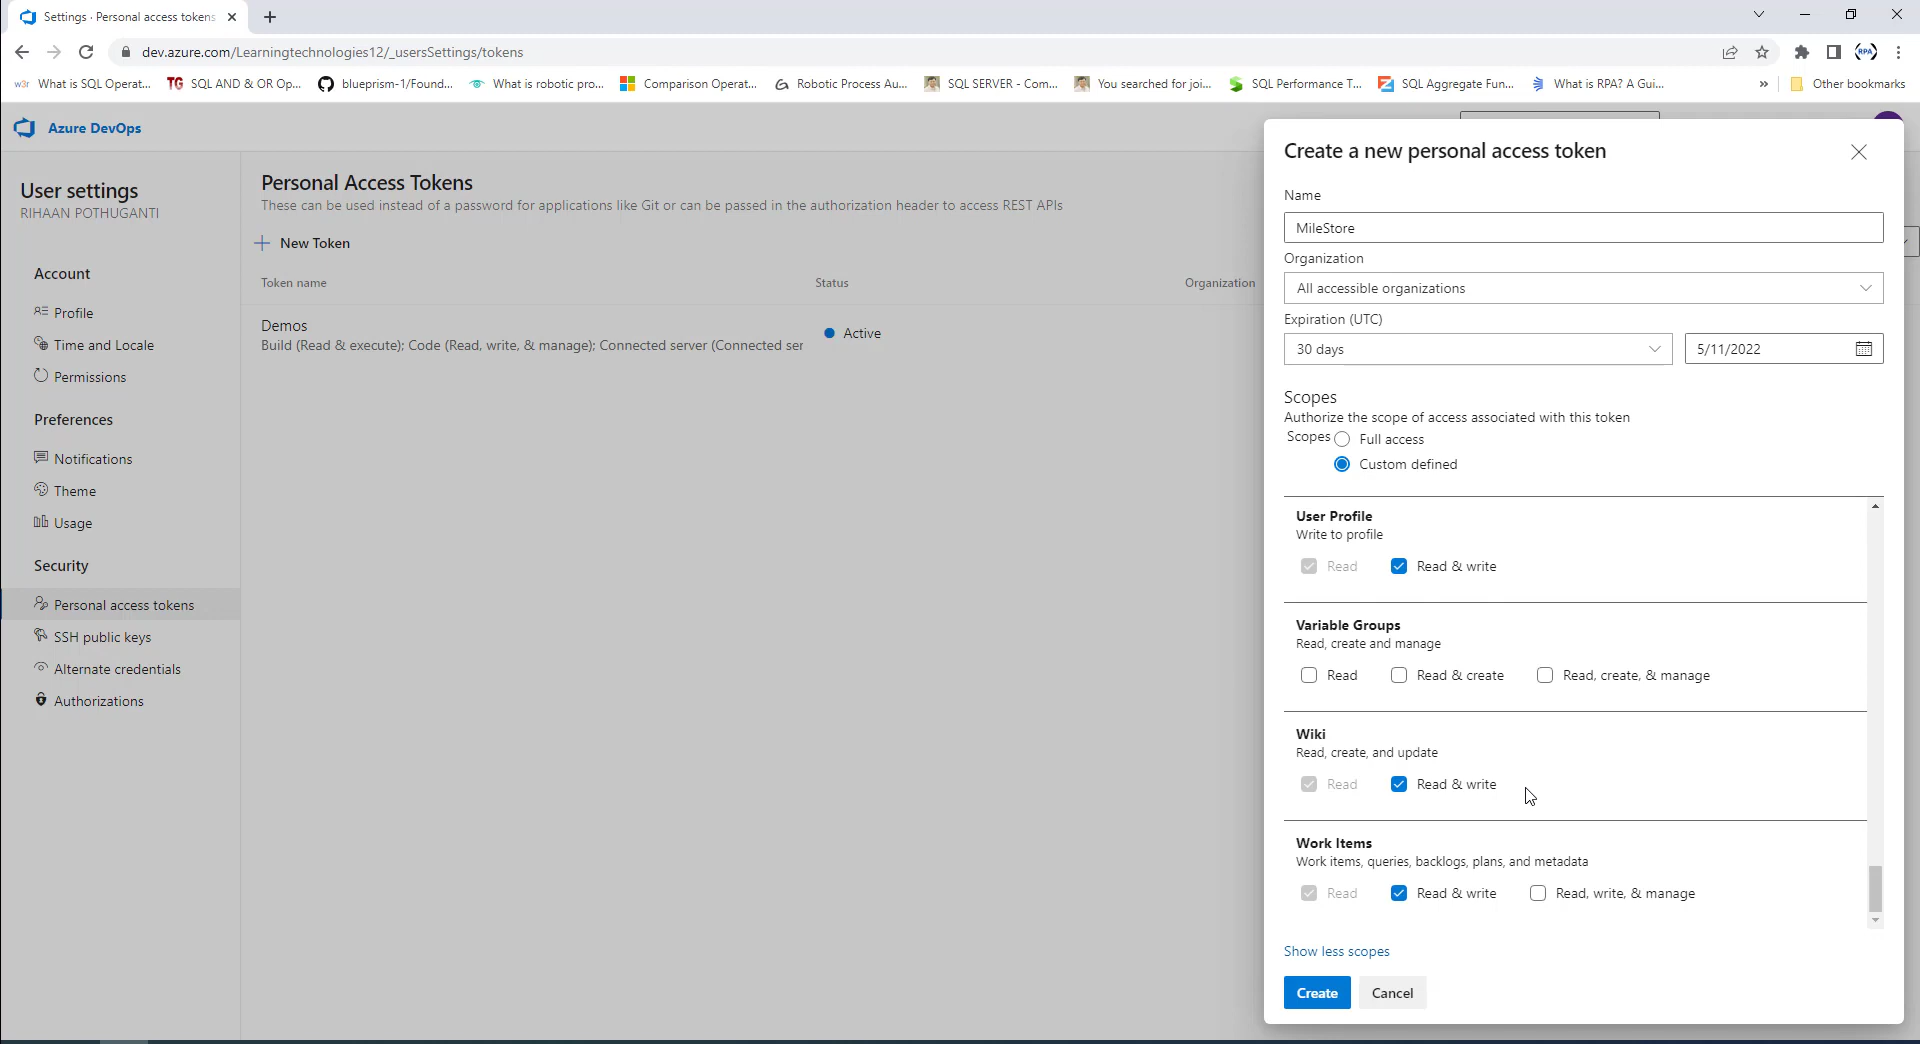 Settings · Personal access tokens
dev.azure.com/Learningtechnologies12/_usersSettings/tokens
(RPA)
w3r What is SQL Operat...
TG SQL AND & OR Op...
blueprism-1/Found...
What is robotic pro...
Comparison Operat...
Robotic Process Au...
SQL SERVER - Com...
You searched for joi...
SQL Performance T...
SQL Aggregate Fun...
What is RPA? A Gui...
»
Other bookmarks
Azure DevOps
User settings
RIHAAN POTHUGANTI
Account
Profile
Time and Locale
Permissions
Preferences
Notifications
Theme
Usage
Security
Personal access tokens
SSH public keys
Alternate credentials
Authorizations
Personal Access Tokens
These can be used instead of a password for applications like Git or can be passed in the authorization header to access REST APIs
New Token
Token name Status Organization
Demos
Build (Read & execute); Code (Read, write, & manage); Connected server (Connected ser
Active
Create a new personal access token
Name
MileStore
Organization
All accessible organizations
Expiration (UTC)
30 days 5/11/2022
Scopes
Authorize the scope of access associated with this token
Scopes Full access
Custom defined
User Profile
Write to profile
Read Read & write
Variable Groups
Read, create and manage
Read Read & create Read, create, & manage
Wiki
Read, create, and update
Read Read & write
Work Items
Work items, queries, backlogs, plans, and metadata
Read Read & write Read, write, & manage
Show less scopes
Create Cancel